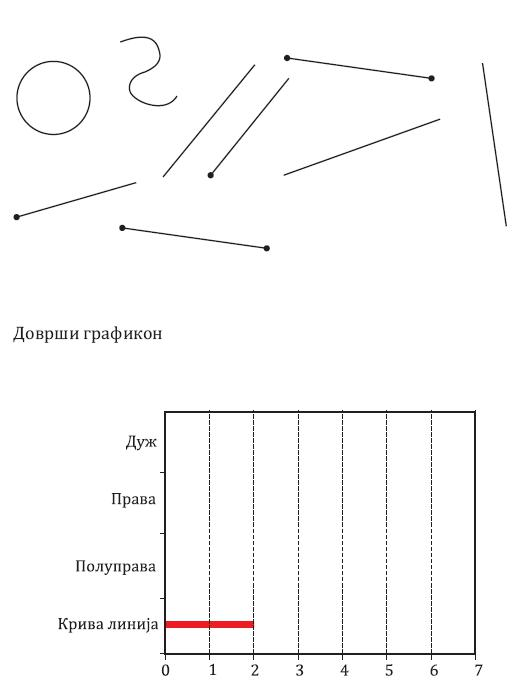 Доврши графикон
Дуж
Права
Полуправа
Крива линија
0 1 2 3 4 5 6 7